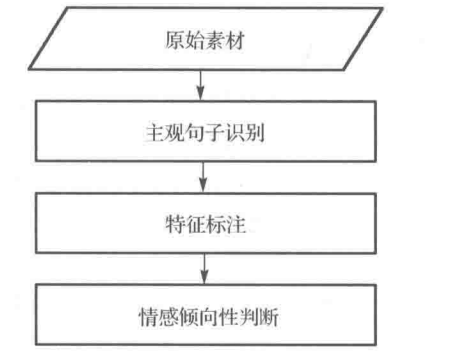 原始素材
主观句子识别
特征标注
情感倾向性判断